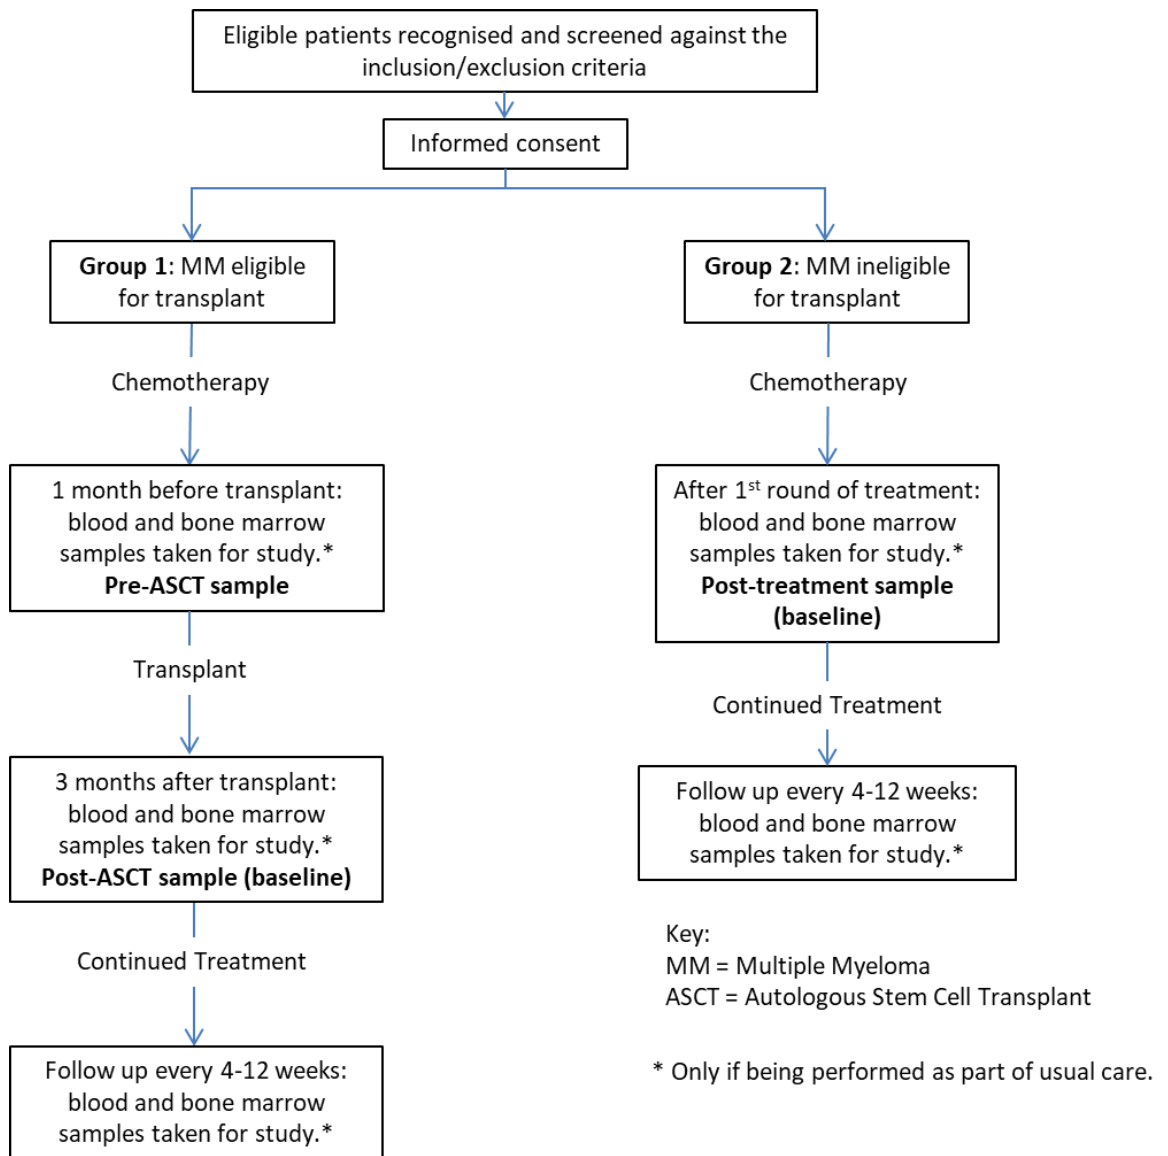 Eligible patients recognised and screened against the
inclusion/exclusion criteria
Informed consent
Group 1: MM eligible
for transplant
Chemotherapy
1 month before transplant:
blood and bone marrow
samples taken for study.*
Pre-ASCT sample
Transplant
3 months after transplant:
blood and bone marrow
samples taken for study.*
Post-ASCT sample (baseline)
Continued Treatment
Follow up every 4-12 weeks:
blood and bone marrow
samples taken for study.*
Group 2: MM ineligible
for transplant
Chemotherapy
After 1st round of treatment:
blood and bone marrow
samples taken for study.*
Post-treatment sample
(baseline)
Continued Treatment
Follow up every 4-12 weeks:
blood and bone marrow
samples taken for study.*
Key:
MM = Multiple Myeloma
ASCT = Autologous Stem Cell Transplant
* Only if being performed as part of usual care.